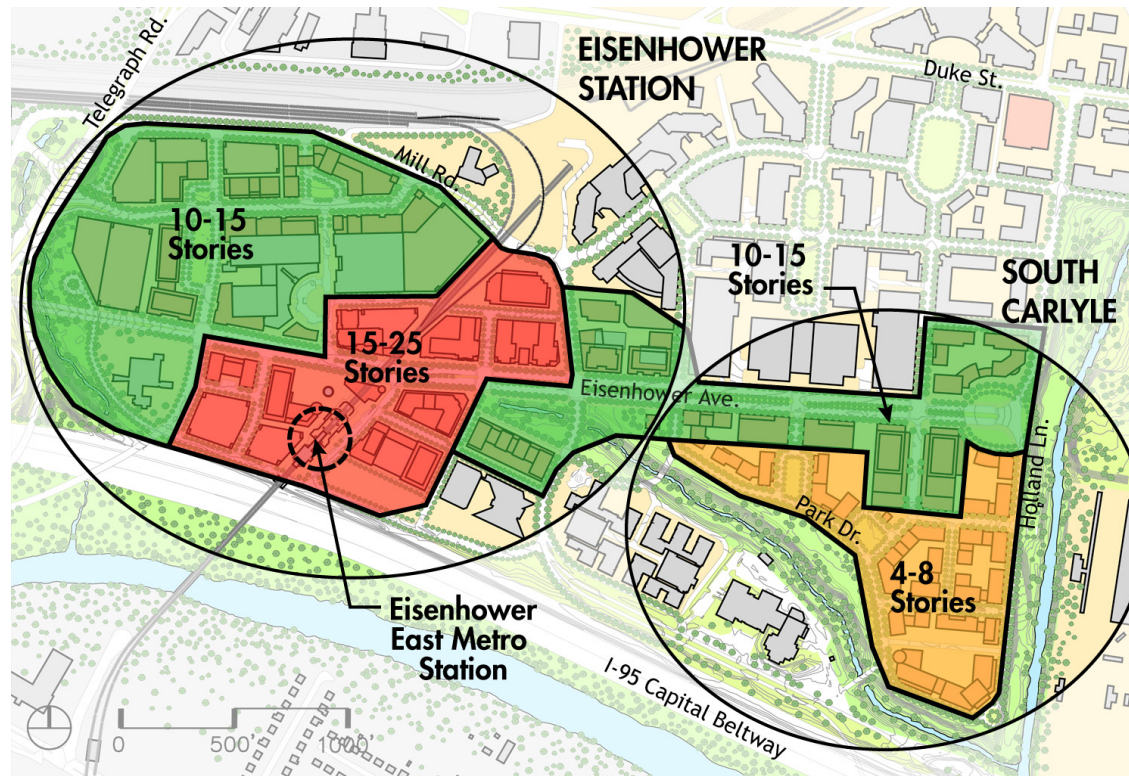 EISENHOWER
STATION
Telegraph Rd.
Duke St.
Mill Rd.
10-15
Stories
10-15
Stories
SOUTH
CARLYLE
15-25
Stories
Eisenhower Ave.
Holland Ln.
Park Dr.
4-8
Stories
Eisenhower
East Metro
Station
I-95 Capital Beltway
0 500' 1000'